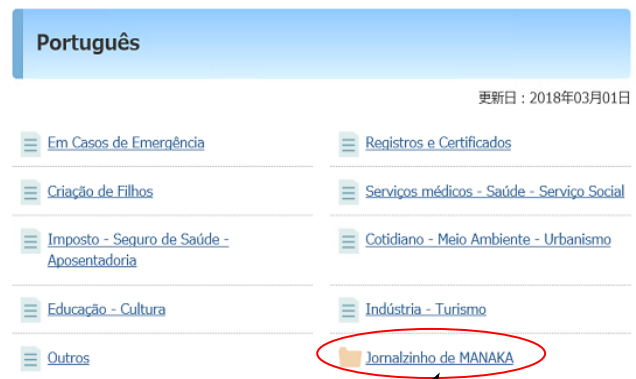 Português
更新日：2018年03月01日
Em Casos de Emergência
Registros e Certificados
Criação de Filhos
Serviços médicos - Saúde - Serviço Social
Imposto - Seguro de Saúde -
Aposentadoria
Cotidiano - Meio Ambiente - Urbanismo
Educação - Cultura
Indústria - Turismo
Outros
Jornalzinho de MANAKA